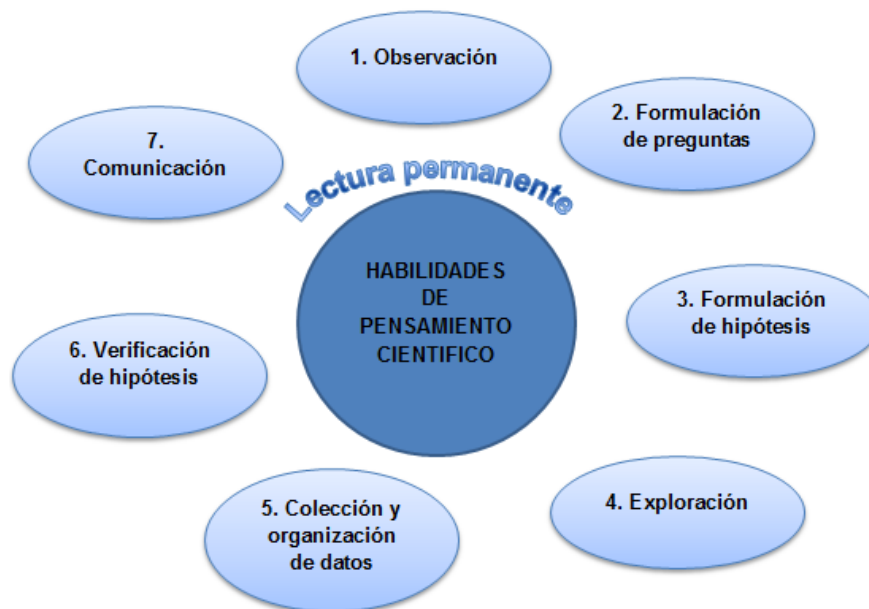 1. Observación
2. Formulación
de preguntas
3. Formulación
de hipótesis
4. Exploración
5. Colección y
organización
de datos
6. Verificación
de hipótesis
7.
Comunicación
Lectura permanente
HABILIDADES
DE
PENSAMIENTO
CIENTIFICO